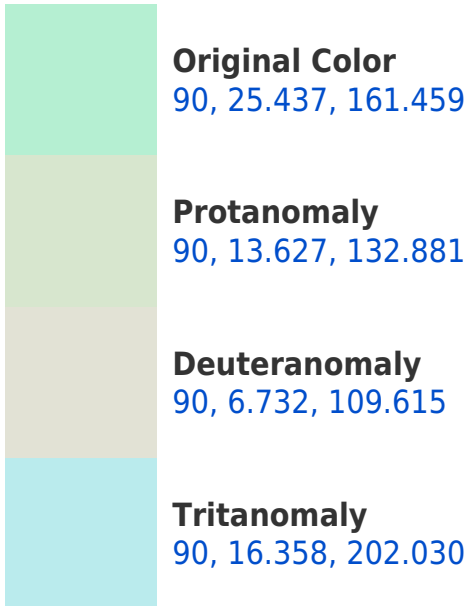 Original Color
90, 25.437, 161.459
Protanomaly
90, 13.627, 132.881
Deuteranomaly
90, 6.732, 109.615
Tritanomaly
90, 16.358, 202.030